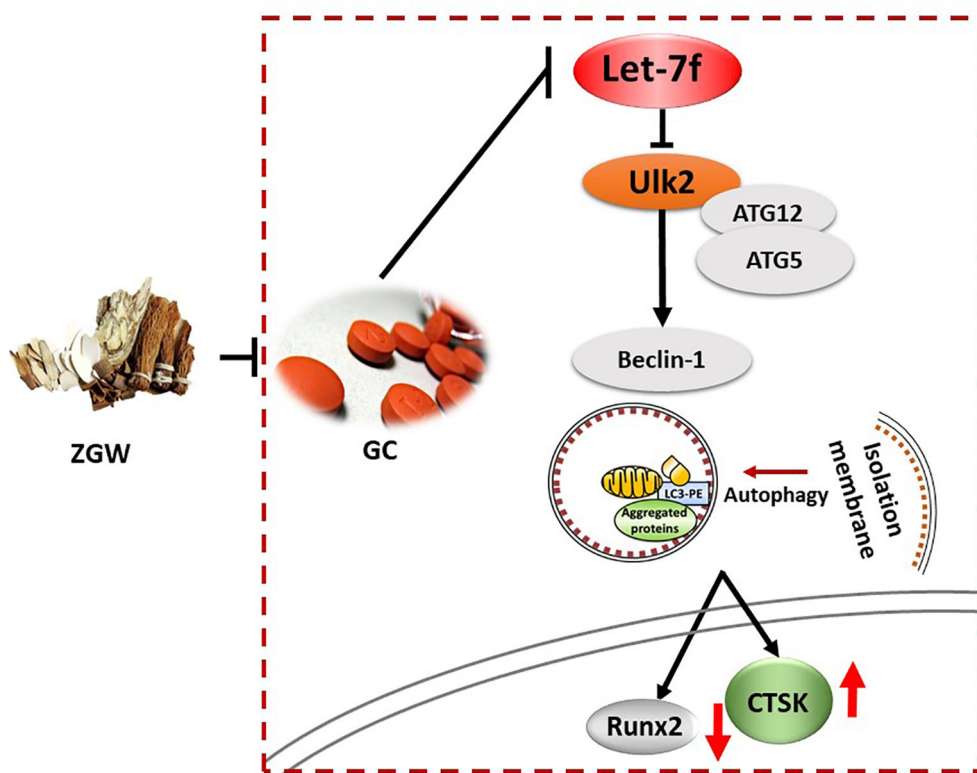 Let-7f
Ulk2
ATG12
ATG5
Beclin-1
ZGW
GC
LC3-PE
Aggregated
proteins
Autophagy
Isolation
membrane
Runx2
CTSK